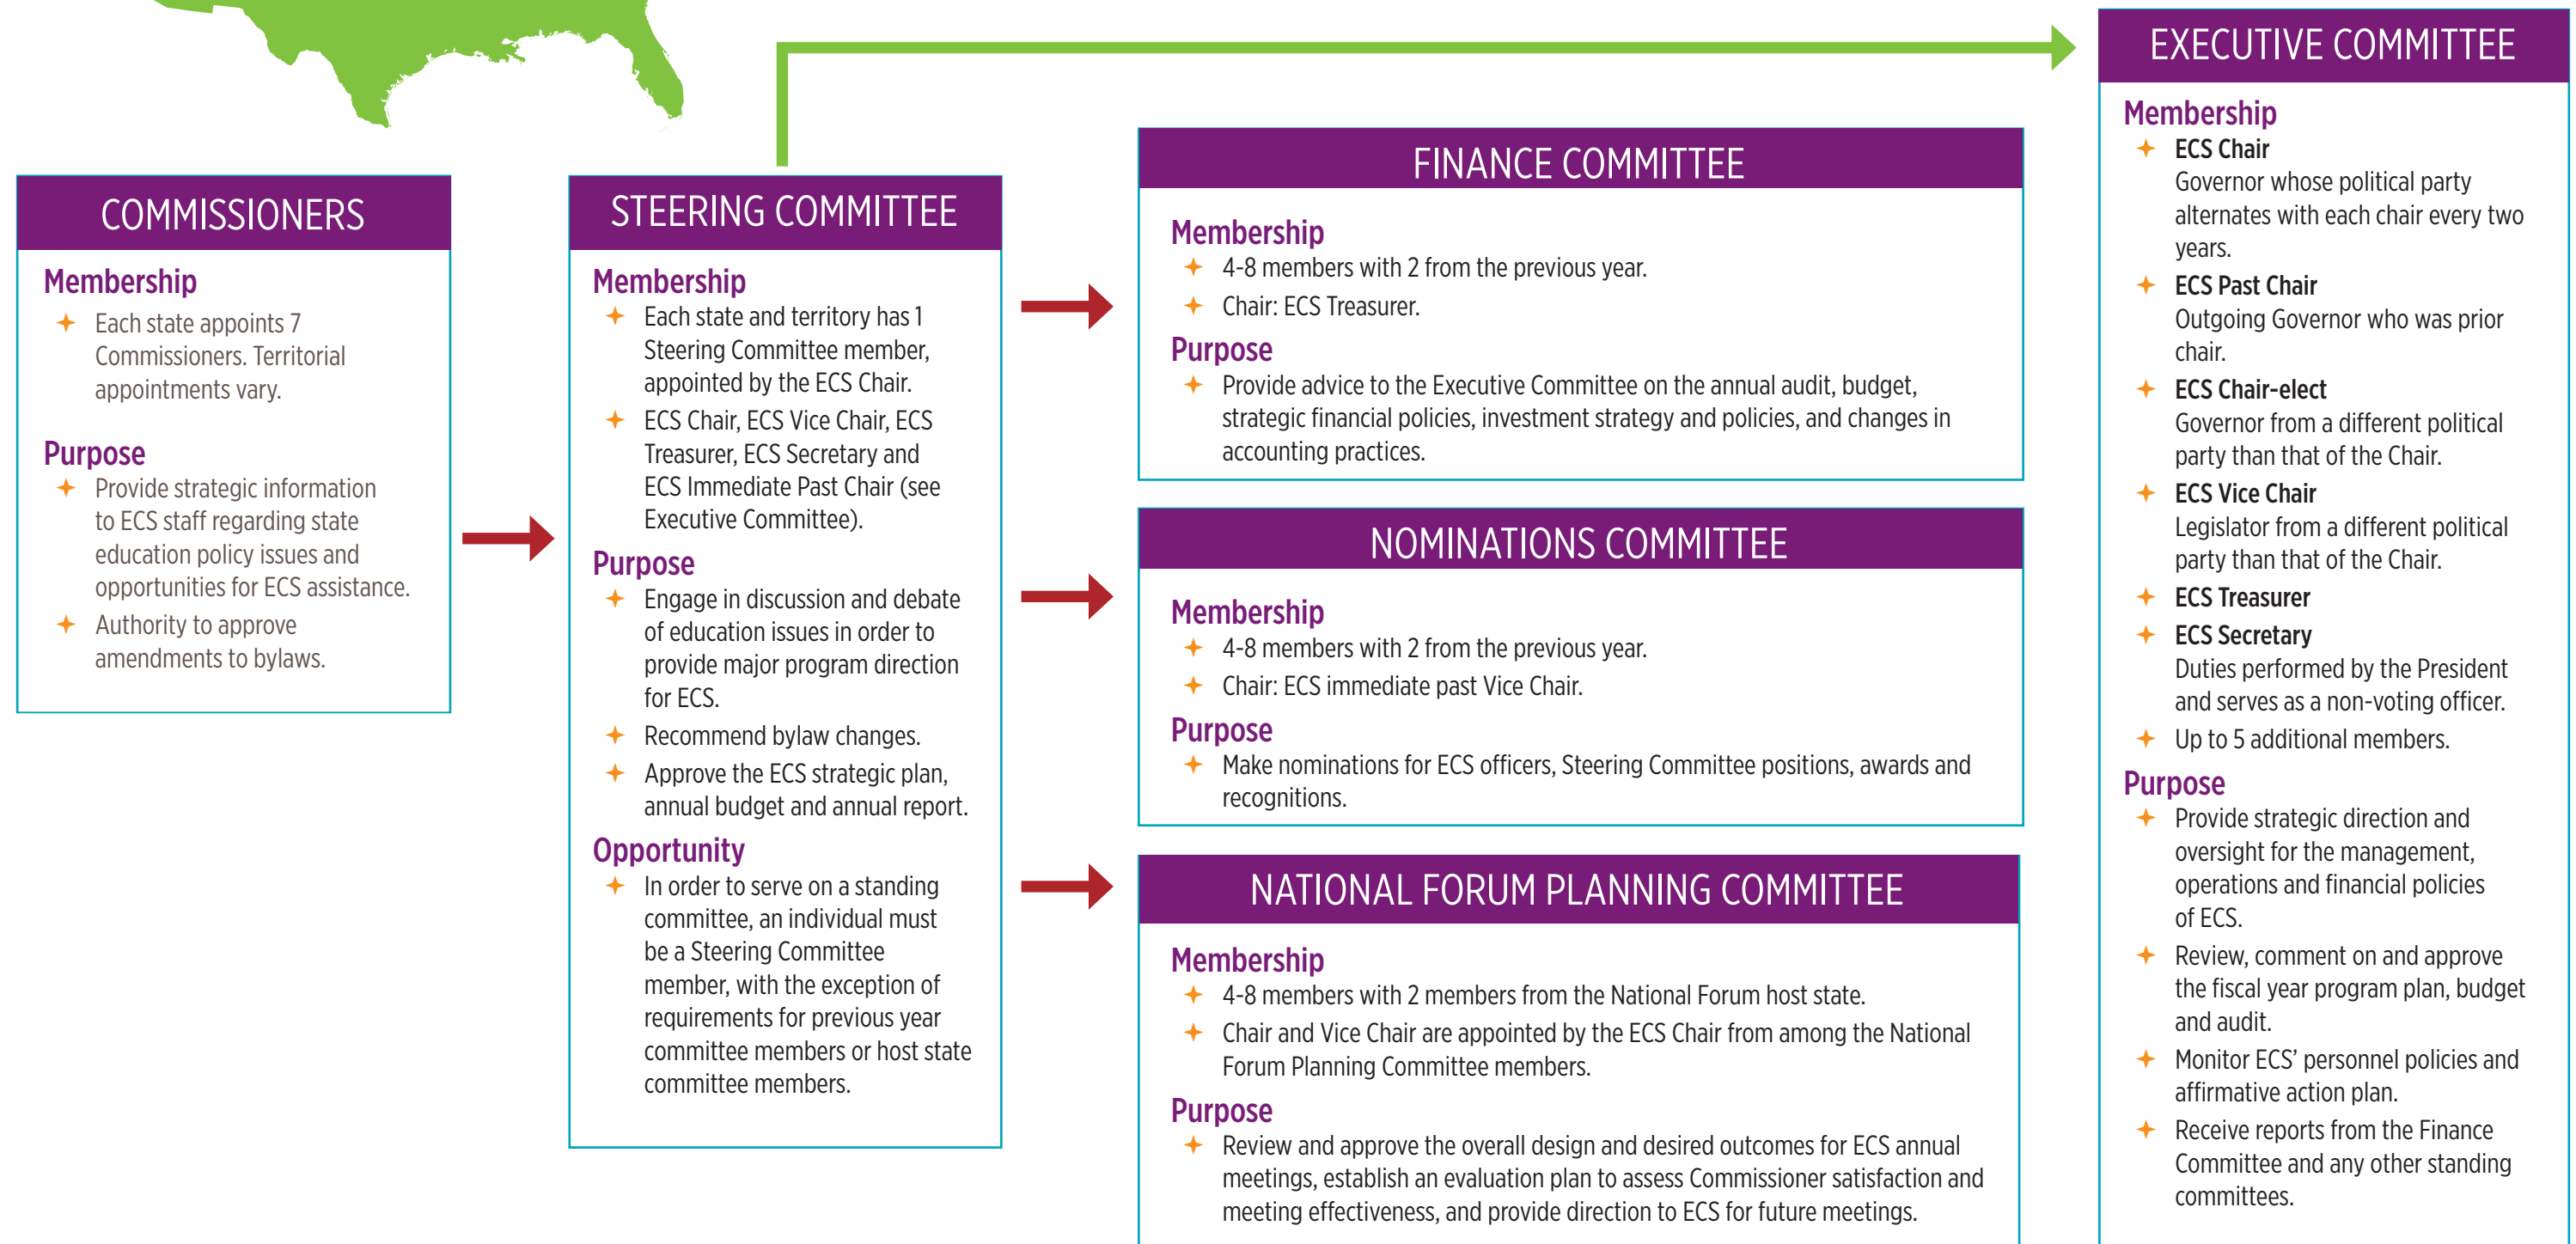 COMMISSIONERS
Membership
Each state appoints 7
Commissioners. Territorial
appointments vary.
Purpose
Provide strategic information
to ECS staff regarding state
education policy issues and
opportunities for ECS assistance.
Authority to approve
amendments to bylaws.
STEERING COMMITTEE
Membership
Each state and territory has 1
Steering Committee member,
appointed by the ECS Chair.
ECS Chair, ECS Vice Chair, ECS
Treasurer, ECS Secretary and
ECS Immediate Past Chair (see
Executive Committee).
Purpose
Engage in discussion and debate
of education issues in order to
provide major program direction
for ECS.
Recommend bylaw changes.
Approve the ECS strategic plan,
annual budget and annual report.
Opportunity
In order to serve on a standing
committee, an individual must
be a Steering Committee
member, with the exception of
requirements for previous year
committee members or host state
committee members.
FINANCE COMMITTEE
Membership
4-8 members with 2 from the previous year.
Chair: ECS Treasurer.
Purpose
Provide advice to the Executive Committee on the annual audit, budget,
strategic financial policies, investment strategy and policies, and changes in
accounting practices.
NOMINATIONS COMMITTEE
Membership
4-8 members with 2 from the previous year.
Chair: ECS immediate past Vice Chair.
Purpose
Make nominations for ECS officers, Steering Committee positions, awards and
recognitions.
NATIONAL FORUM PLANNING COMMITTEE
Membership
4-8 members with 2 members from the National Forum host state.
Chair and Vice Chair are appointed by the ECS Chair from among the National
Forum Planning Committee members.
Purpose
Review and approve the overall design and desired outcomes for ECS annual
meetings, establish an evaluation plan to assess Commissioner satisfaction and
meeting effectiveness, and provide direction to ECS for future meetings.
EXECUTIVE COMMITTEE
Membership
ECS Chair
Governor whose political party
alternates with each chair every two
years.
ECS Past Chair
Outgoing Governor who was prior
chair.
ECS Chair-elect
Governor from a different political
party than that of the Chair.
ECS Vice Chair
Legislator from a different political
party than that of the Chair.
ECS Treasurer
ECS Secretary
Duties performed by the President
and serves as a non-voting officer.
Up to 5 additional members.
Purpose
Provide strategic direction and
oversight for the management,
operations and financial policies
of ECS.
Review, comment on and approve
the fiscal year program plan, budget
and audit.
Monitor ECS’ personnel policies and
affirmative action plan.
Receive reports from the Finance
Committee and any other standing
committees.